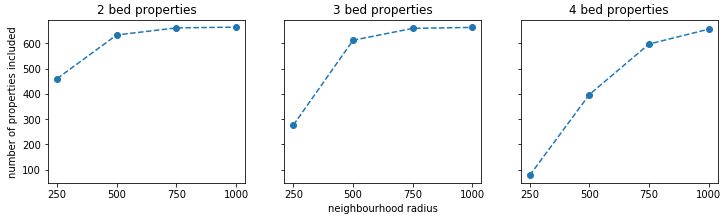 2 bed properties
3 bed properties
4 bed properties
number of properties included
600
500
400
300
200
100
250 500 750 1000
250 500 750 1000
250 500 750 1000
neighbourhood radius